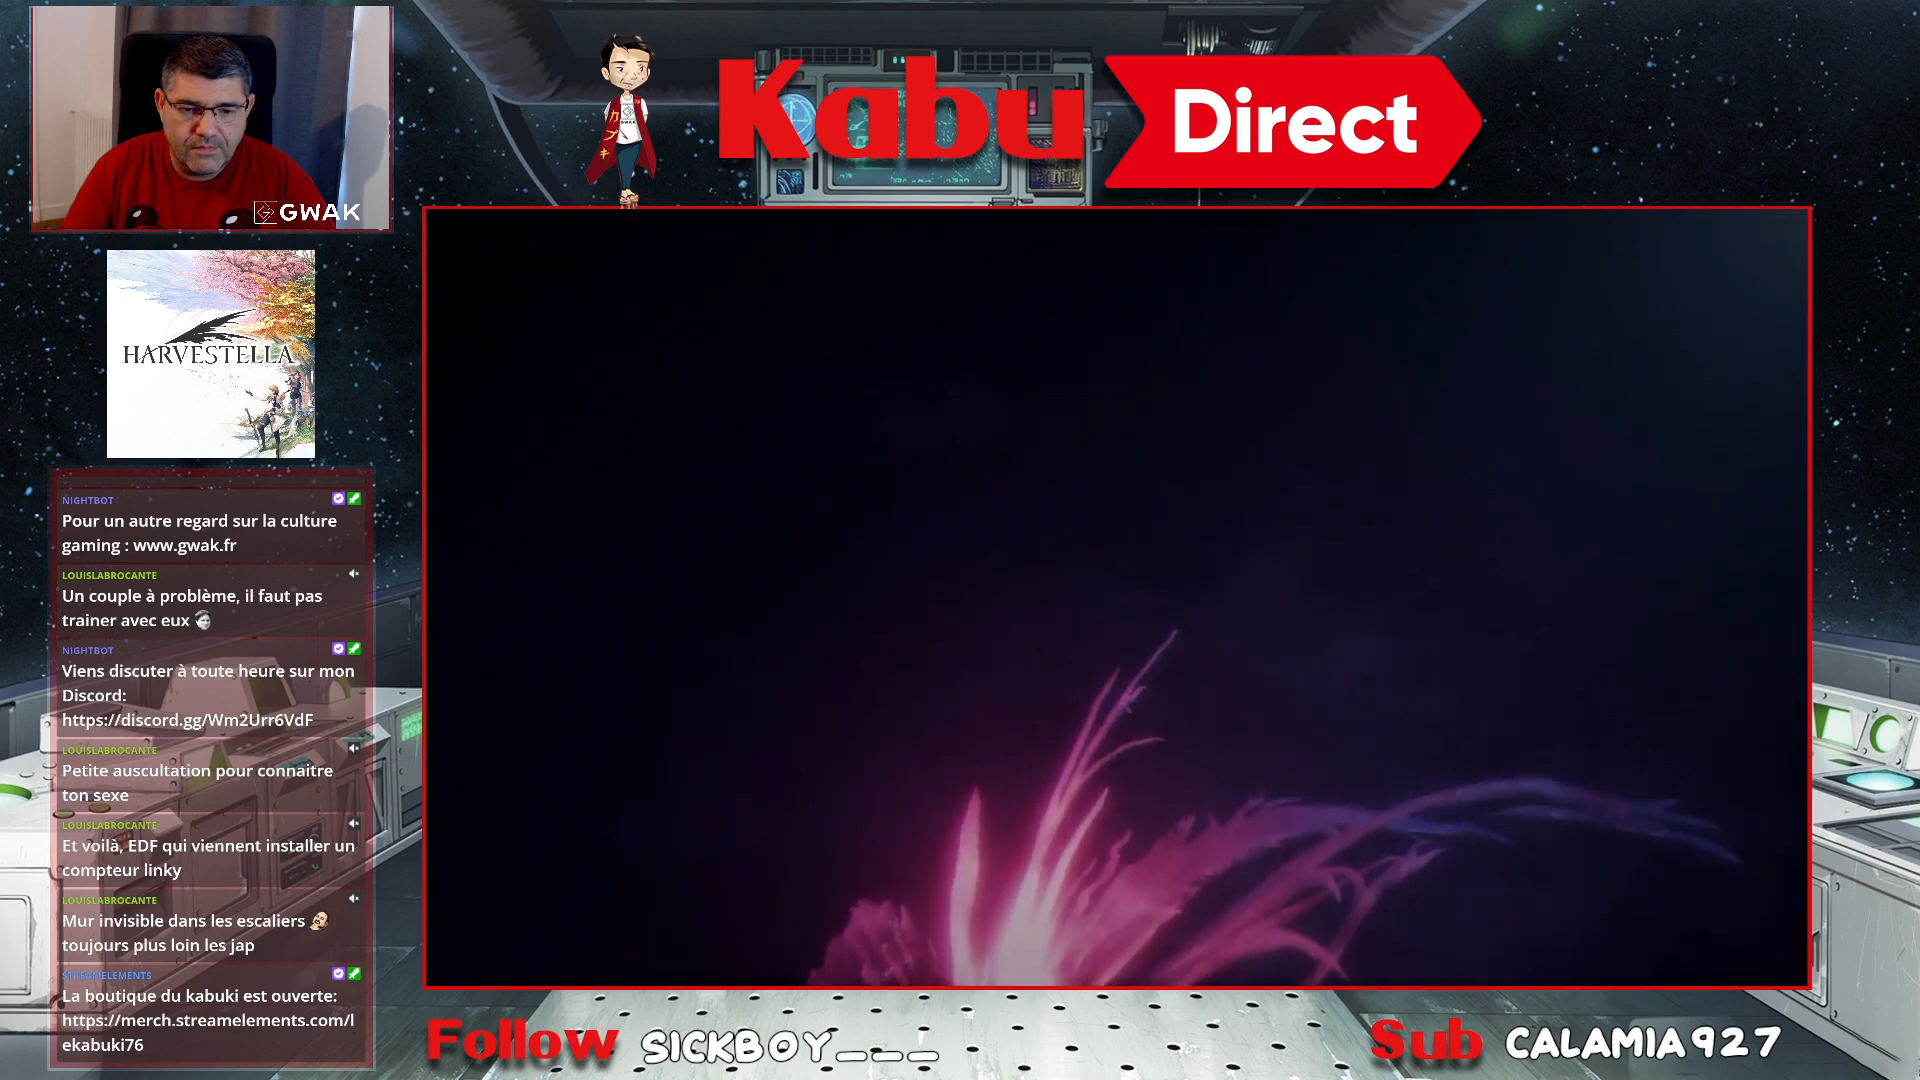 Kabu Direct
カブキ
GWAK
GWAK
HARVESTELLA
NIGHTBOT
Pour un autre regard sur la culture
gaming : www.gwak.fr
LOUISLABROCANTE
Un couple à problème, il faut pas
trainer avec eux
NIGHTBOT
Viens discuter à toute heure sur mon
Discord:
https://discord.gg/Wm2Urr6VdF
LOUISLABROCANTE
Petite auscultation pour connaitre
ton sexe
LOUISLABROCANTE
Et voilà, EDF qui viennent installer un
compteur linky
LOUISLABROCANTE
Mur invisible dans les escaliers
toujours plus loin les jap
STREAMELEMENTS
La boutique du kabuki est ouverte:
https://merch.streamelements.com/l
ekabuki76
Follow SICKBOY___
Sub CALAMIA927